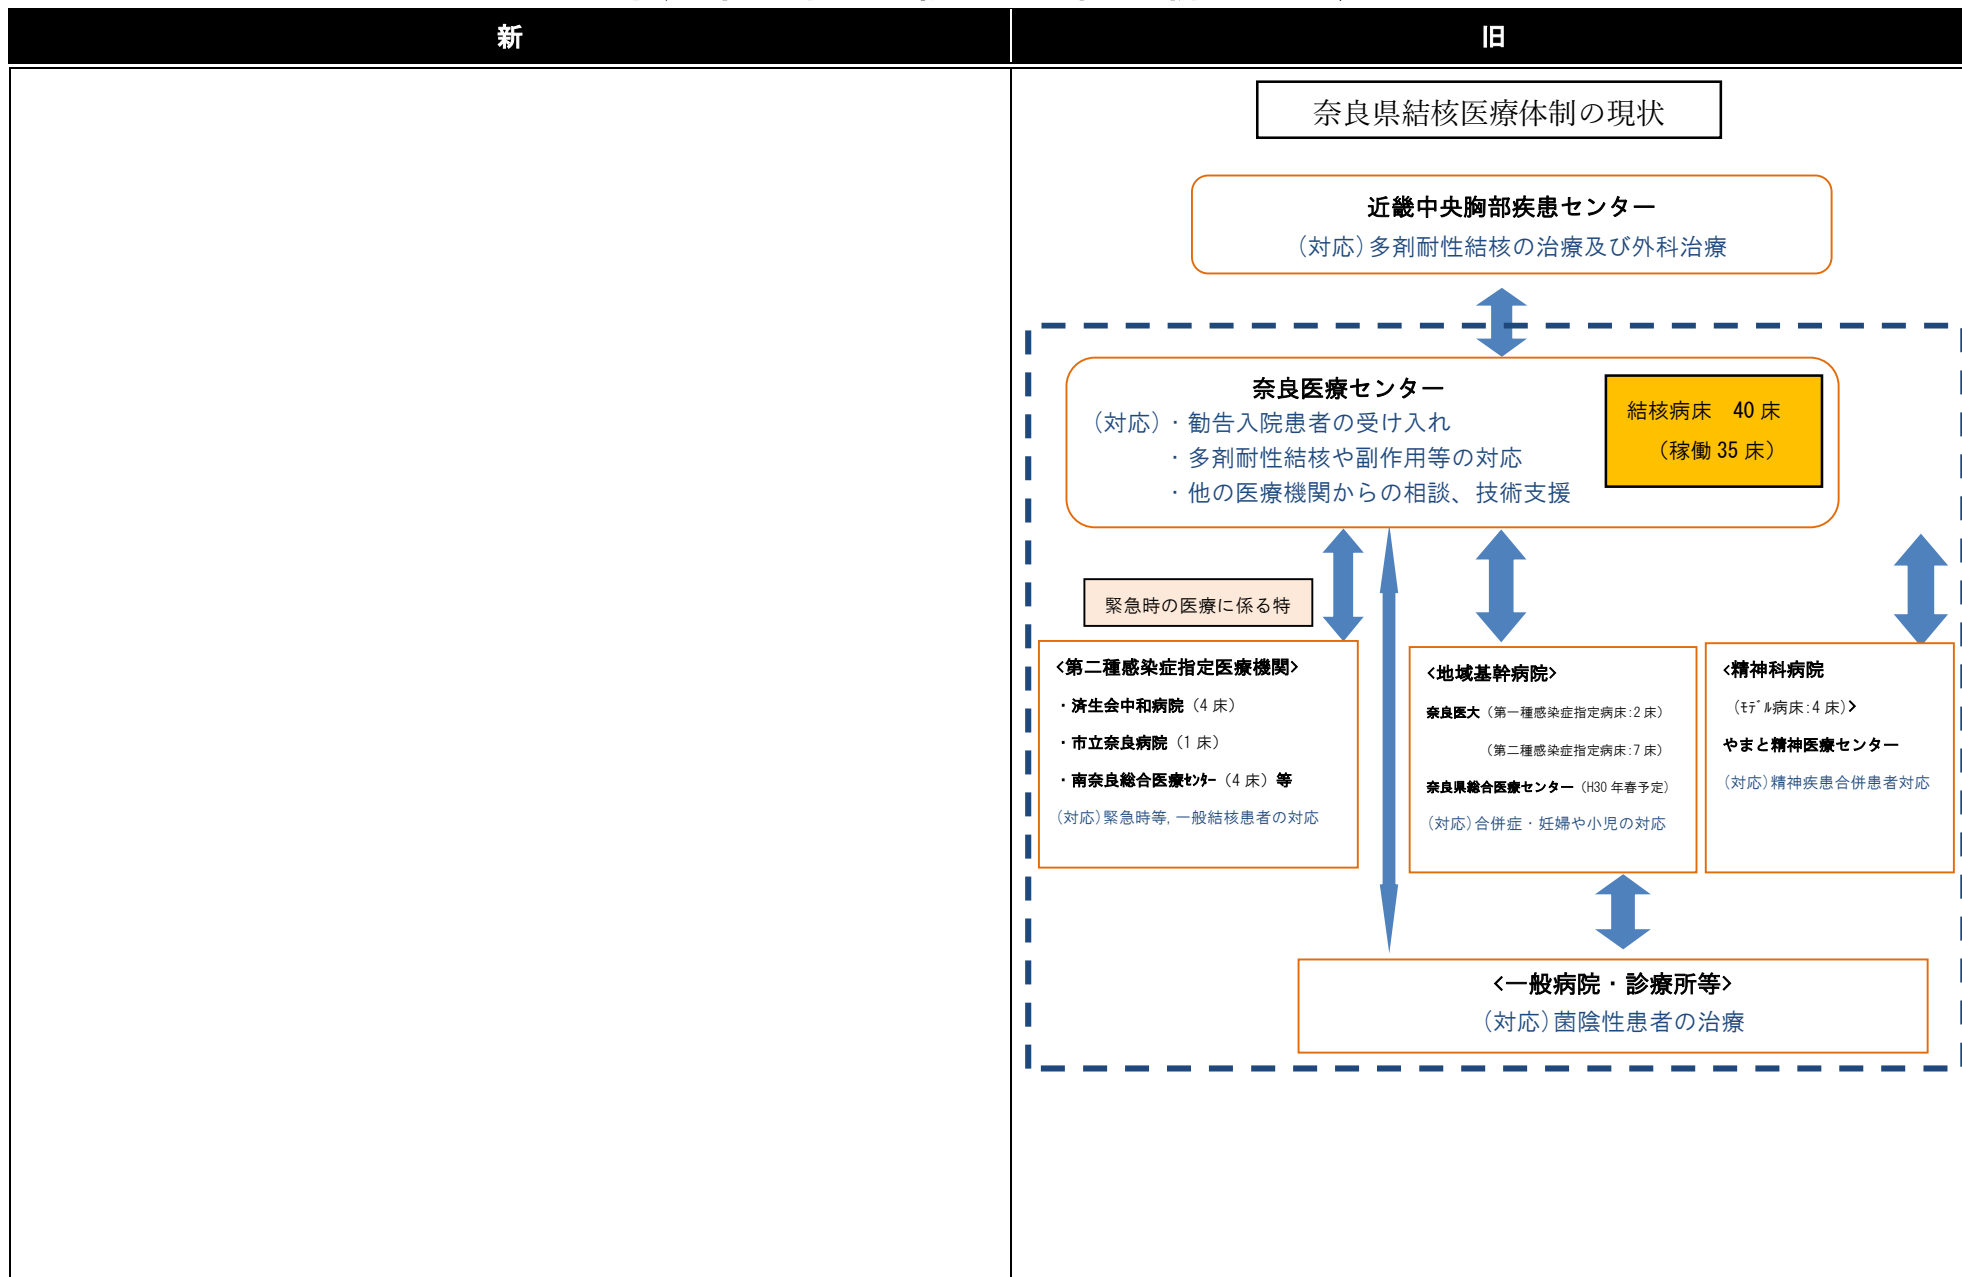 新
旧
奈良県結核医療体制の現状
近畿中央胸部疾患センター
(対応)多剤耐性結核の治療及び外科治療
奈良医療センター
(対応)・勧告入院患者の受け入れ
・多剤耐性結核や副作用等の対応
・他の医療機関からの相談、技術支援
結核病床　40床
（稼働35床）
緊急時の医療に係る特
<第二種感染症指定医療機関>
・済生会中和病院（4床）
・市立奈良病院（1床）
・南奈良総合医療ｾﾝﾀｰ（4床）等
(対応)緊急時等,一般結核患者の対応
<地域基幹病院>
奈良医大（第一種感染症指定病床:2床）
（第二種感染症指定病床:7床）
奈良県総合医療センター（H30年春予定）
(対応)合併症・妊婦や小児の対応
<精神科病院
（ﾓﾃﾞﾙ病床:4床）>
やまと精神医療センター
(対応)精神疾患合併患者対応
<一般病院・診療所等>
(対応)菌陰性患者の治療